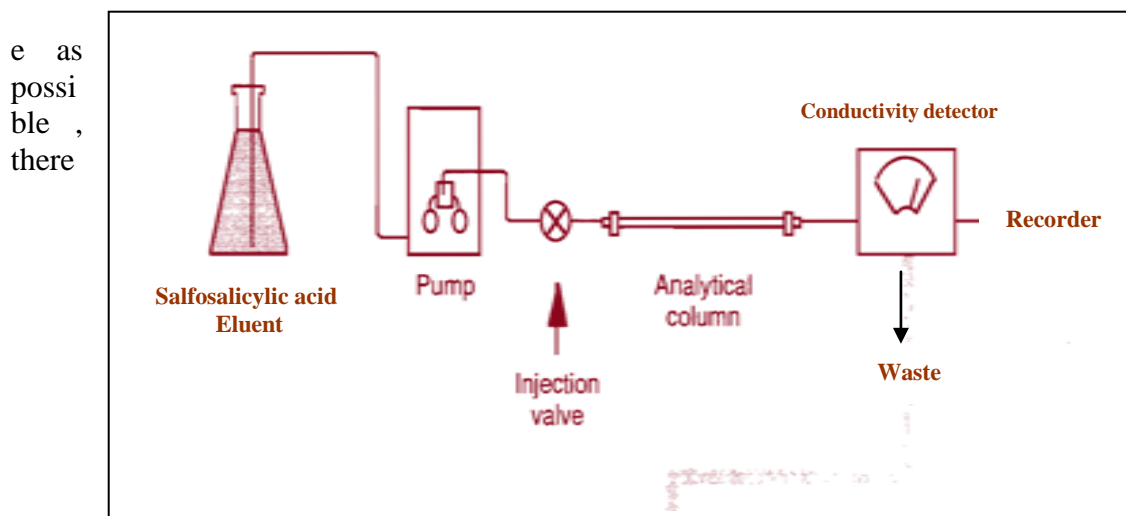 e as
possi
ble ,
there
Conductivity detector
Recorder
Salfosalicylic acid
Eluent
Pump
Analytical
column
Injection
valve
Waste